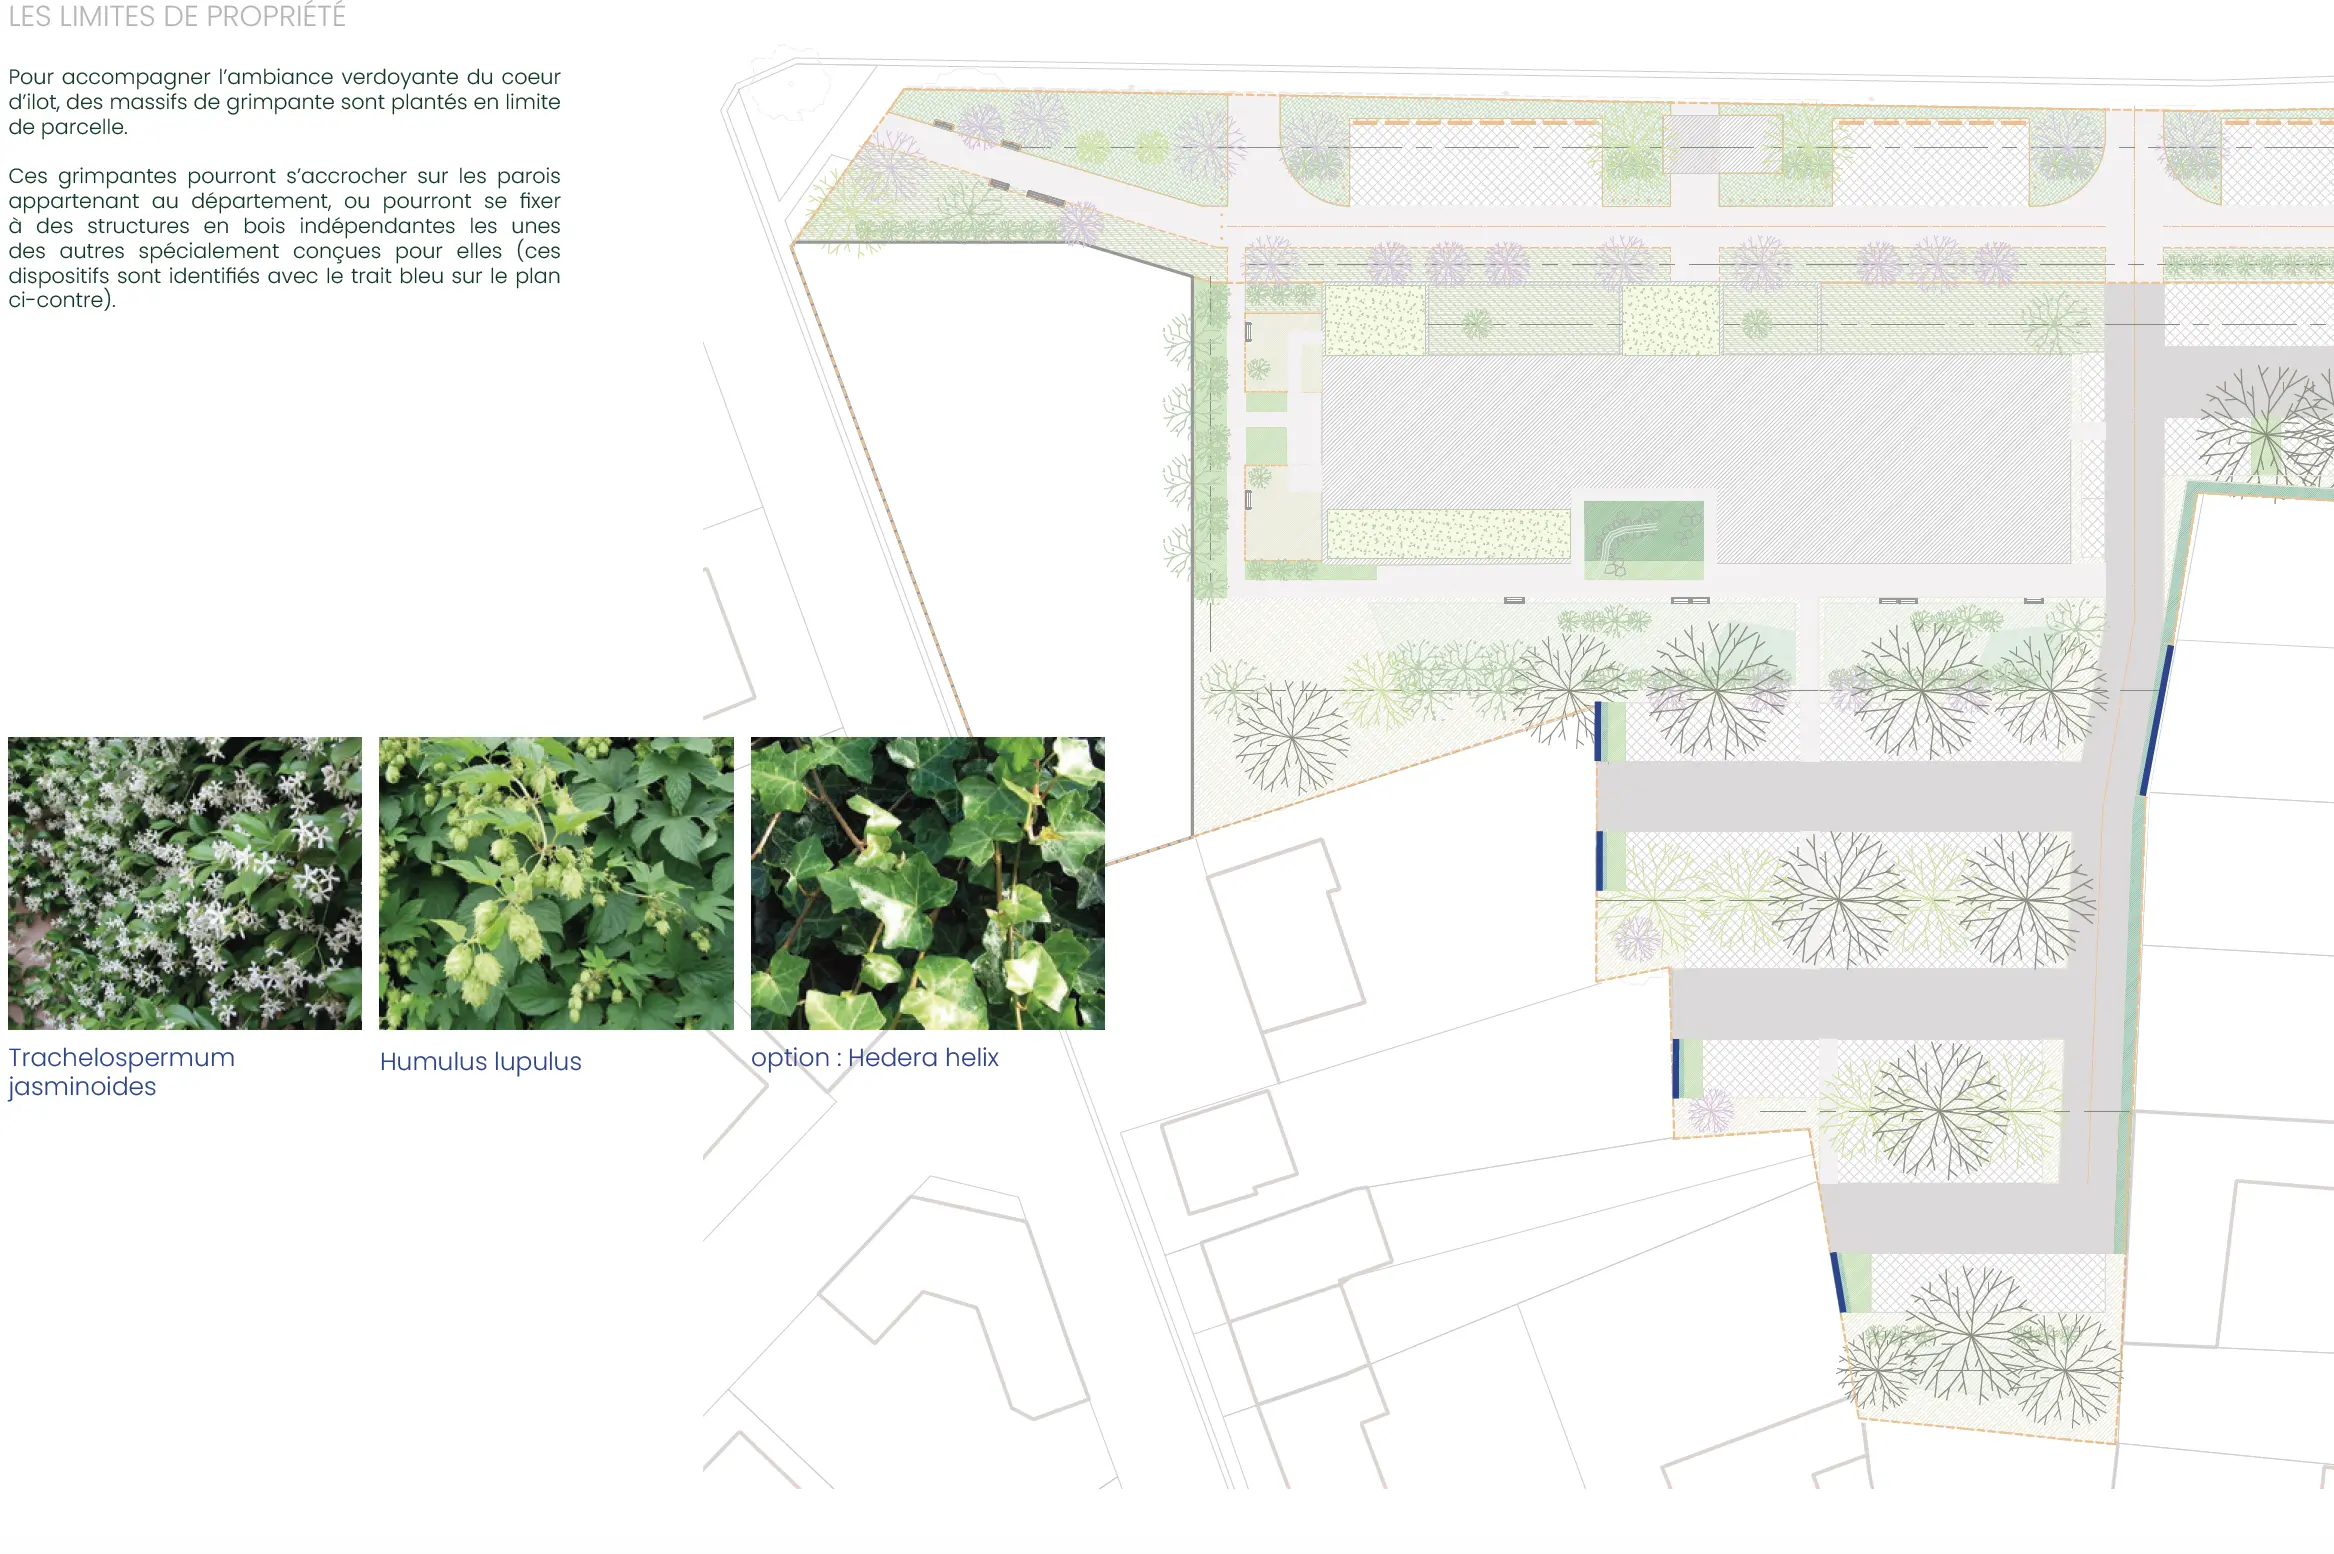 LES LIMITES DE PROPRIÉTÉ
Pour accompagner l'ambiance verdoyante du coeur
d'ilot, des massifs de grimpante sont plantés en limite
de parcelle.
Ces grimpantes pourront s'accrocher sur les parois
appartenant au département, ou pourront se fixer
à des structures en bois indépendantes les unes
des autres spécialement conçues pour elles (ces
dispositifs sont identifiés avec le trait bleu sur le plan
ci-contre).
Trachelospermum
jasminoides
Humulus lupulus
option : Hedera helix